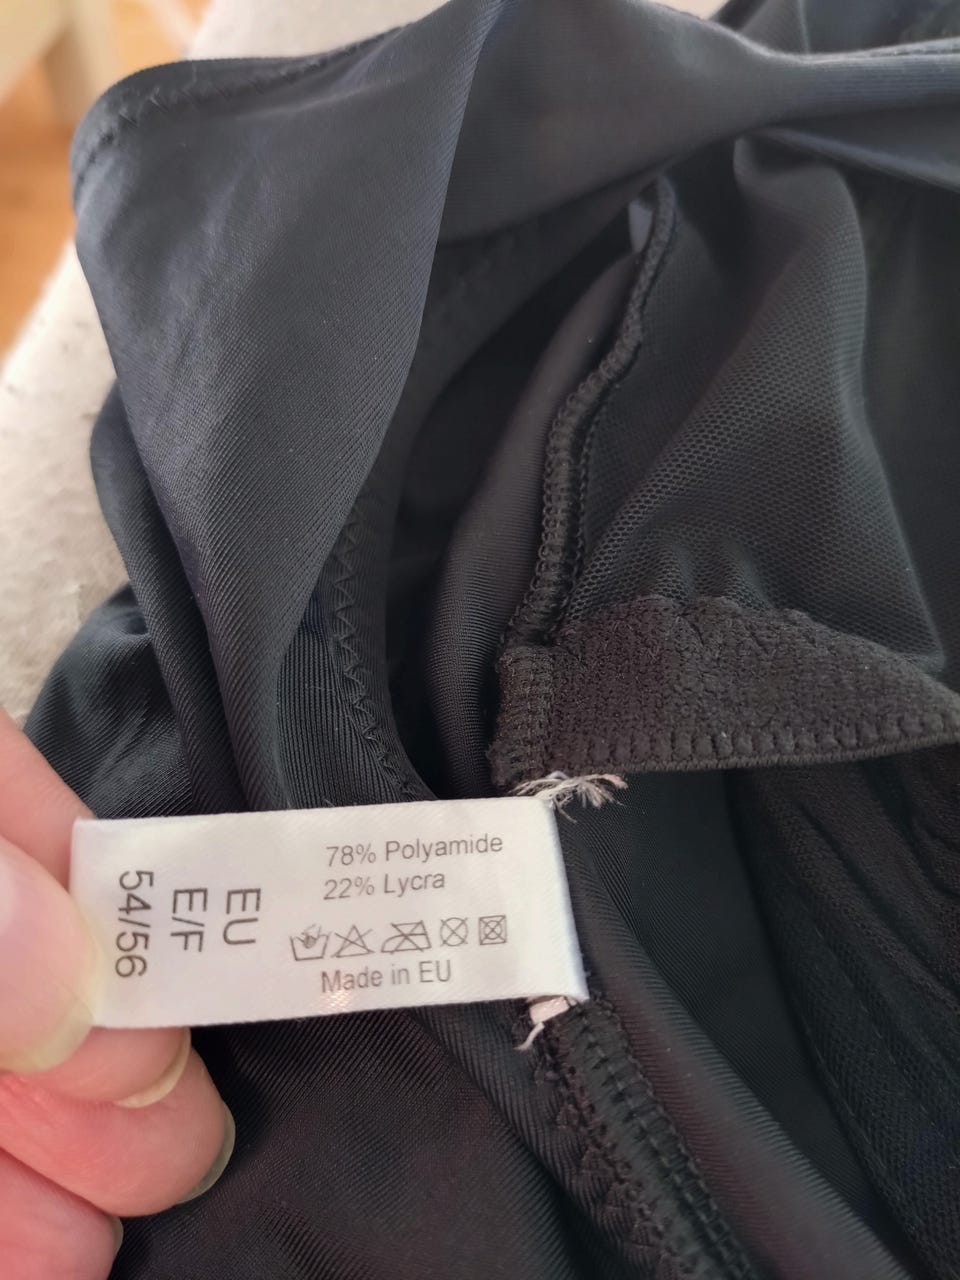 78% Polyamide
22% Lycra
Made in EU
EU
E/F
54/56